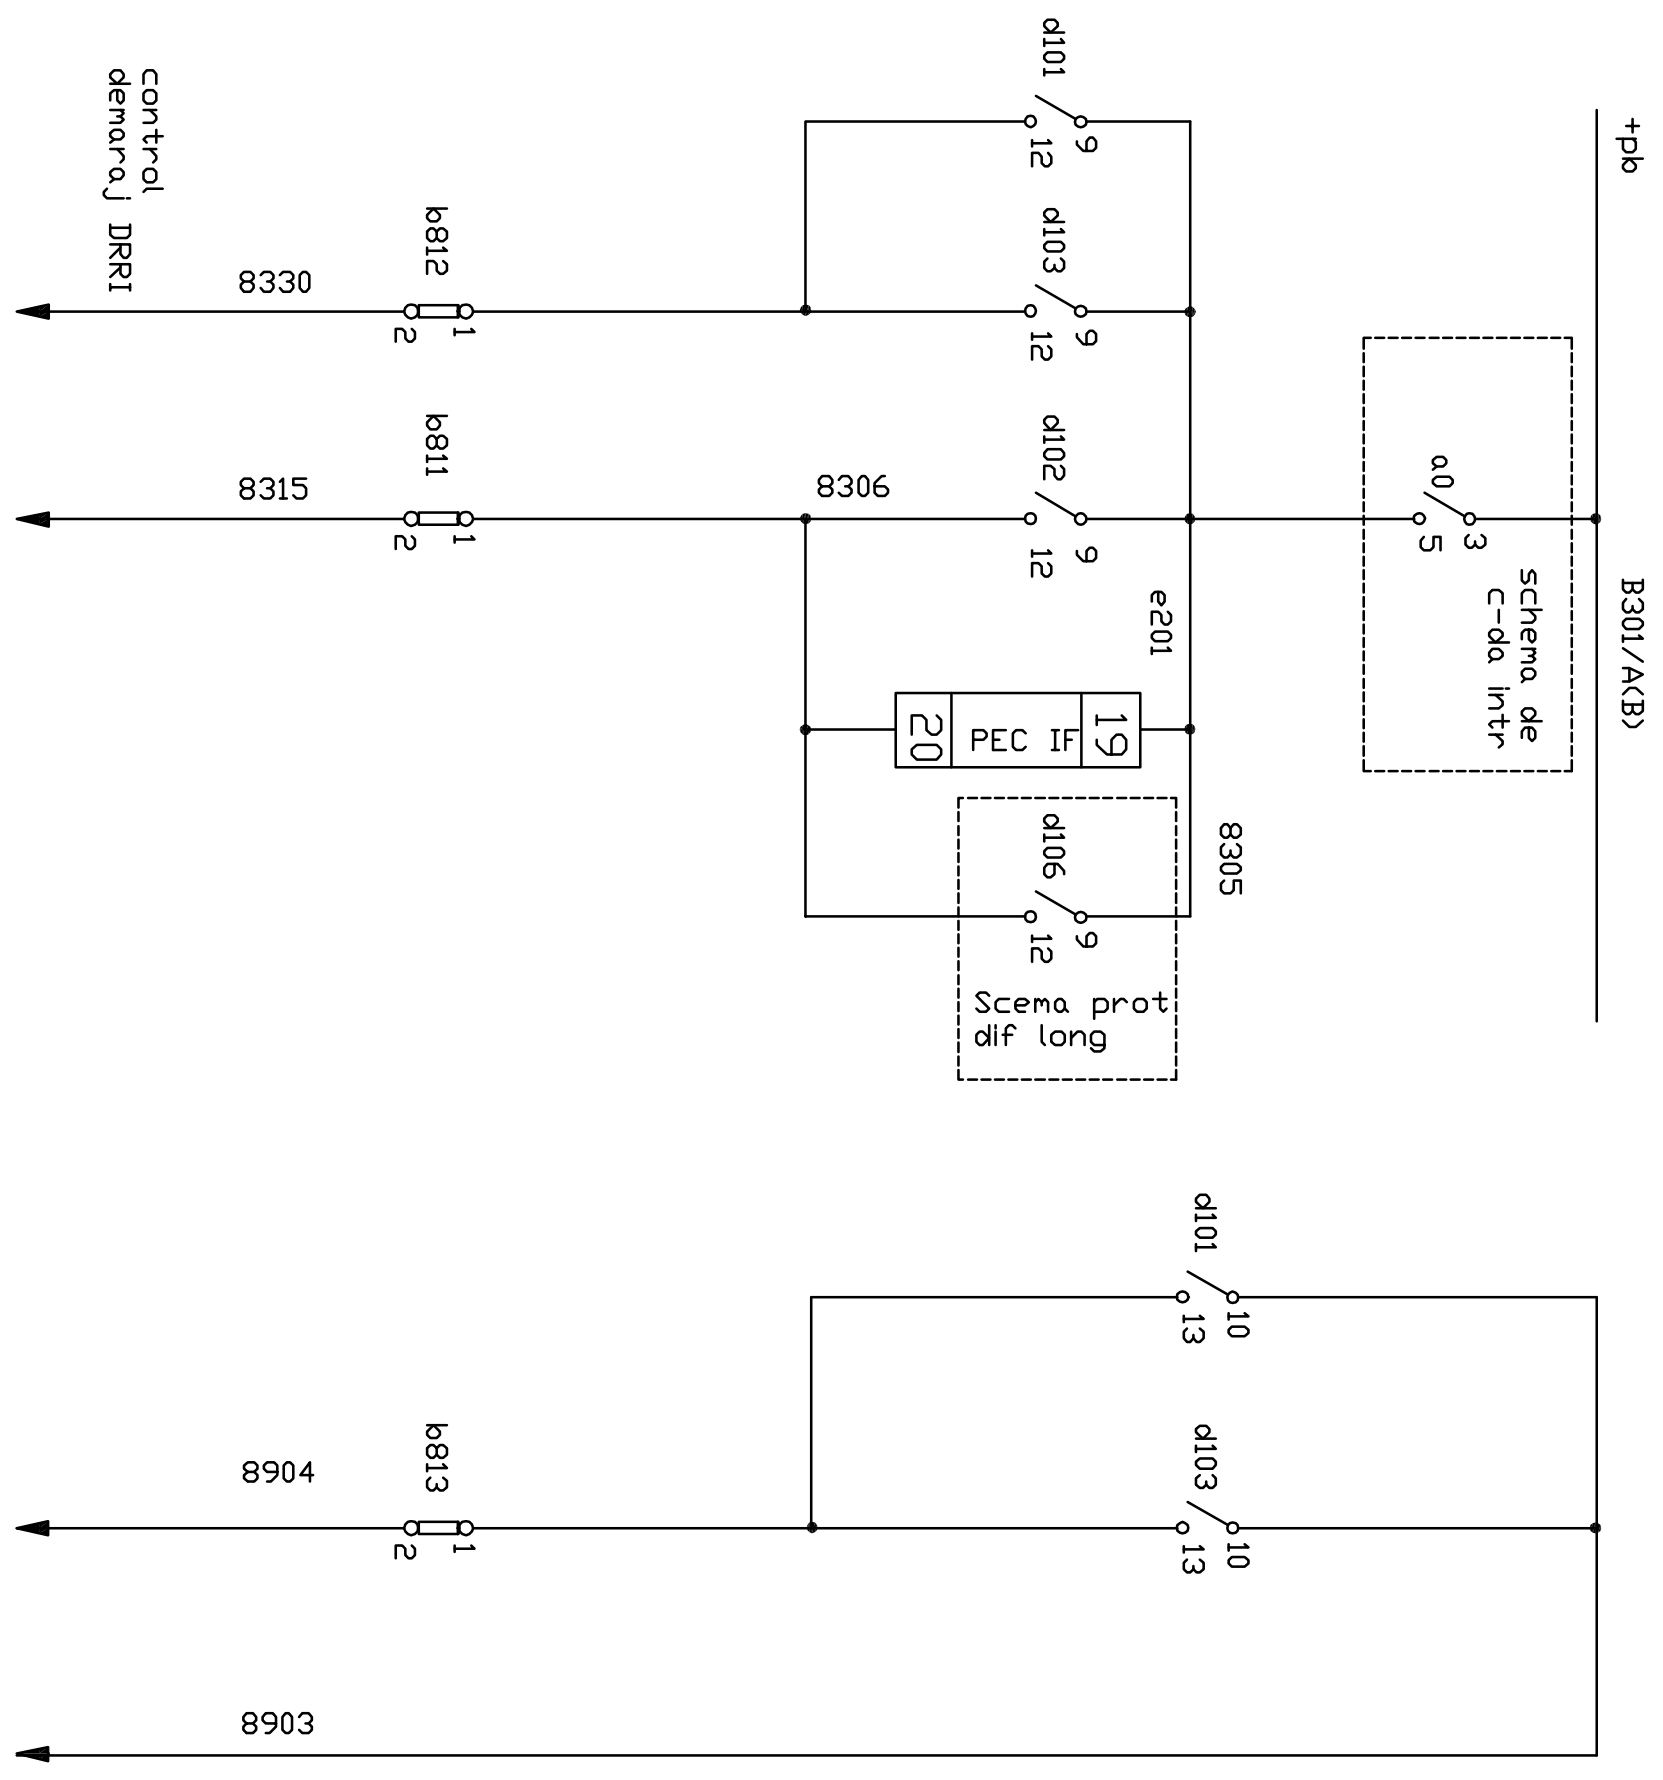 +pb
B301/A(B)
d101
9
12
d103
9
12
d102
9
12
a0
3
5
schema de
c-da intr
control
demaraj DRRI
b812
1
2
8330
b811
1
2
8315
8306
e201
19
PEC IF
20
8305
d106
9
12
Scema prot
dif long
d101
10
13
d103
10
13
b813
1
2
8904
8903